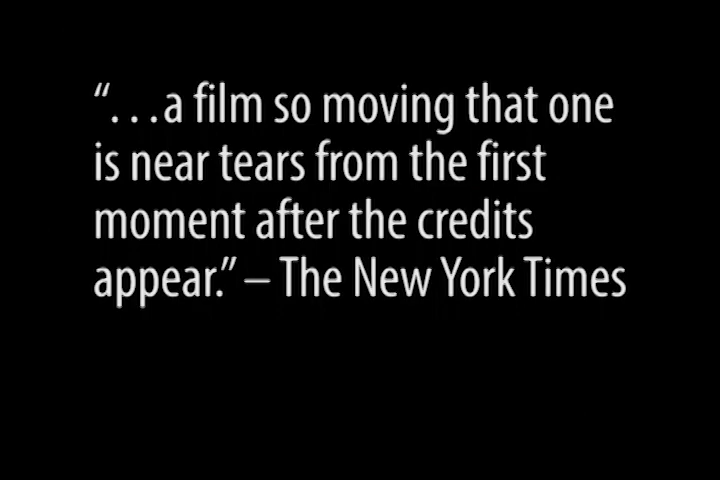 “. . .a film so moving that one
is near tears from the first
moment after the credits
appear.” – The New York Times